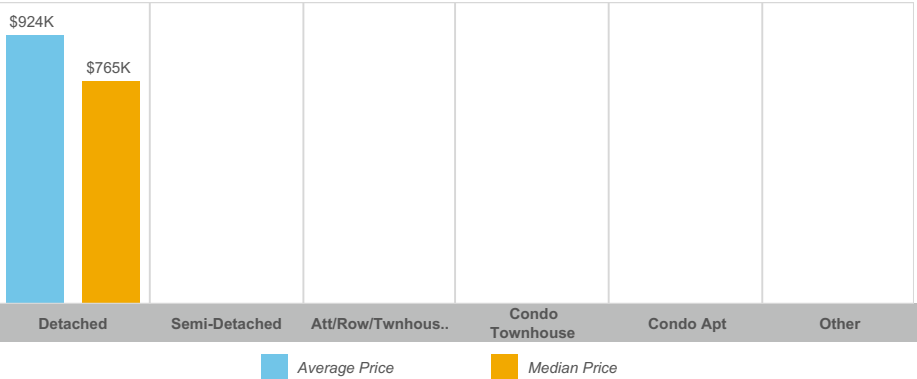 $924K
$765K
Detached
Semi-Detached
Att/Row/Twnhous..
Condo
Townhouse
Condo Apt
Other
Average Price
Median Price